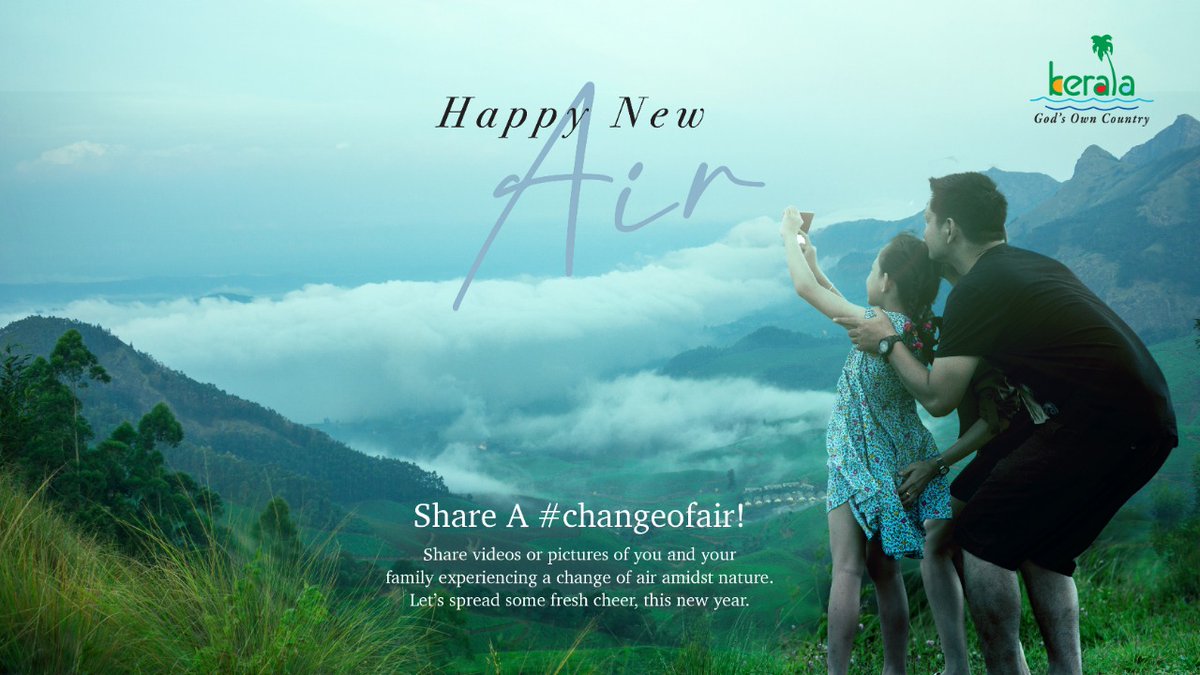 Happy New
Air
kerala
God's Own Country
Share A #changeofair!
Share videos or pictures of you and your
family experiencing a change of air amidst nature.
Let's spread some fresh cheer, this new year.